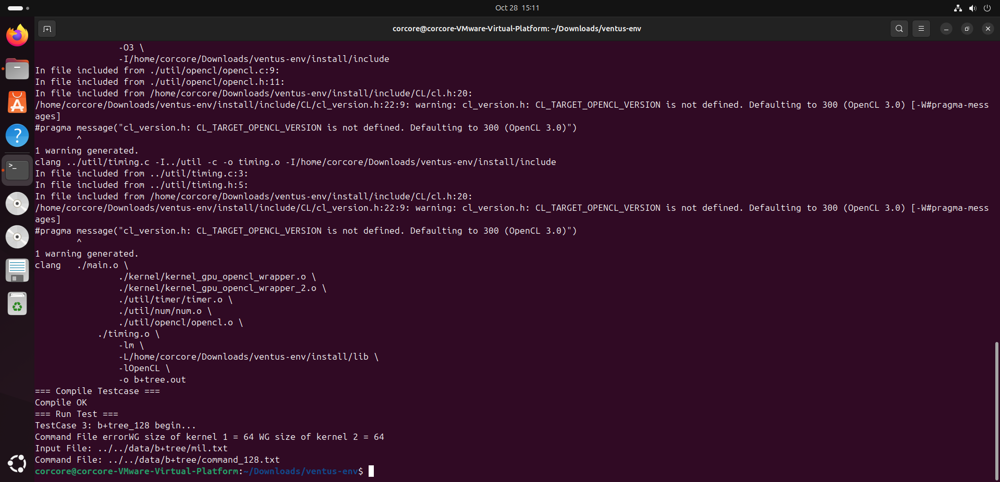 Oct 28 15:11
corcore@corcore-VMware-Virtual-Platform: ~/Downloads/ventus-env
-O3 \
-I/home/corcore/Downloads/ventus-env/install/include
In file included from ./util/opencl/opencl.c:9:
In file included from ./util/opencl/opencl.h:11:
In file included from /home/corcore/Downloads/ventus-env/install/include/CL/cl.h:20:
/home/corcore/Downloads/ventus-env/install/include/CL/cl_version.h:22:9: warning: cl_version.h: CL_TARGET_OPENCL_VERSION is not defined. Defaulting to 300 (OpenCL 3.0) [-W#pragma-mess
ages]
#pragma message("cl_version.h: CL_TARGET_OPENCL_VERSION is not defined. Defaulting to 300 (OpenCL 3.0)")
^
1 warning generated.
clang ../util/timing.c -I../util -c -o timing.o -I/home/corcore/Downloads/ventus-env/install/include
In file included from ../util/timing.c:3:
In file included from ../util/timing.h:5:
In file included from /home/corcore/Downloads/ventus-env/install/include/CL/cl.h:20:
/home/corcore/Downloads/ventus-env/install/include/CL/cl_version.h:22:9: warning: cl_version.h: CL_TARGET_OPENCL_VERSION is not defined. Defaulting to 300 (OpenCL 3.0) [-W#pragma-mess
ages]
#pragma message("cl_version.h: CL_TARGET_OPENCL_VERSION is not defined. Defaulting to 300 (OpenCL 3.0)")
^
1 warning generated.
clang   ./main.o \
./kernel/kernel_gpu_opencl_wrapper.o \
./kernel/kernel_gpu_opencl_wrapper_2.o \
./util/timer/timer.o \
./util/num/num.o \
./util/opencl/opencl.o \
./timing.o \
-lm \
-L/home/corcore/Downloads/ventus-env/install/lib \
-lOpenCL \
-o b+tree.out
=== Compile Testcase ===
Compile OK
=== Run Test ===
TestCase 3: b+tree_128 begin...
Command File errorWG size of kernel 1 = 64 WG size of kernel 2 = 64
Input File: ../../data/b+tree/mil.txt
Command File: ../../data/b+tree/command_128.txt
corcore@corcore-VMware-Virtual-Platform:~/Downloads/ventus-env$